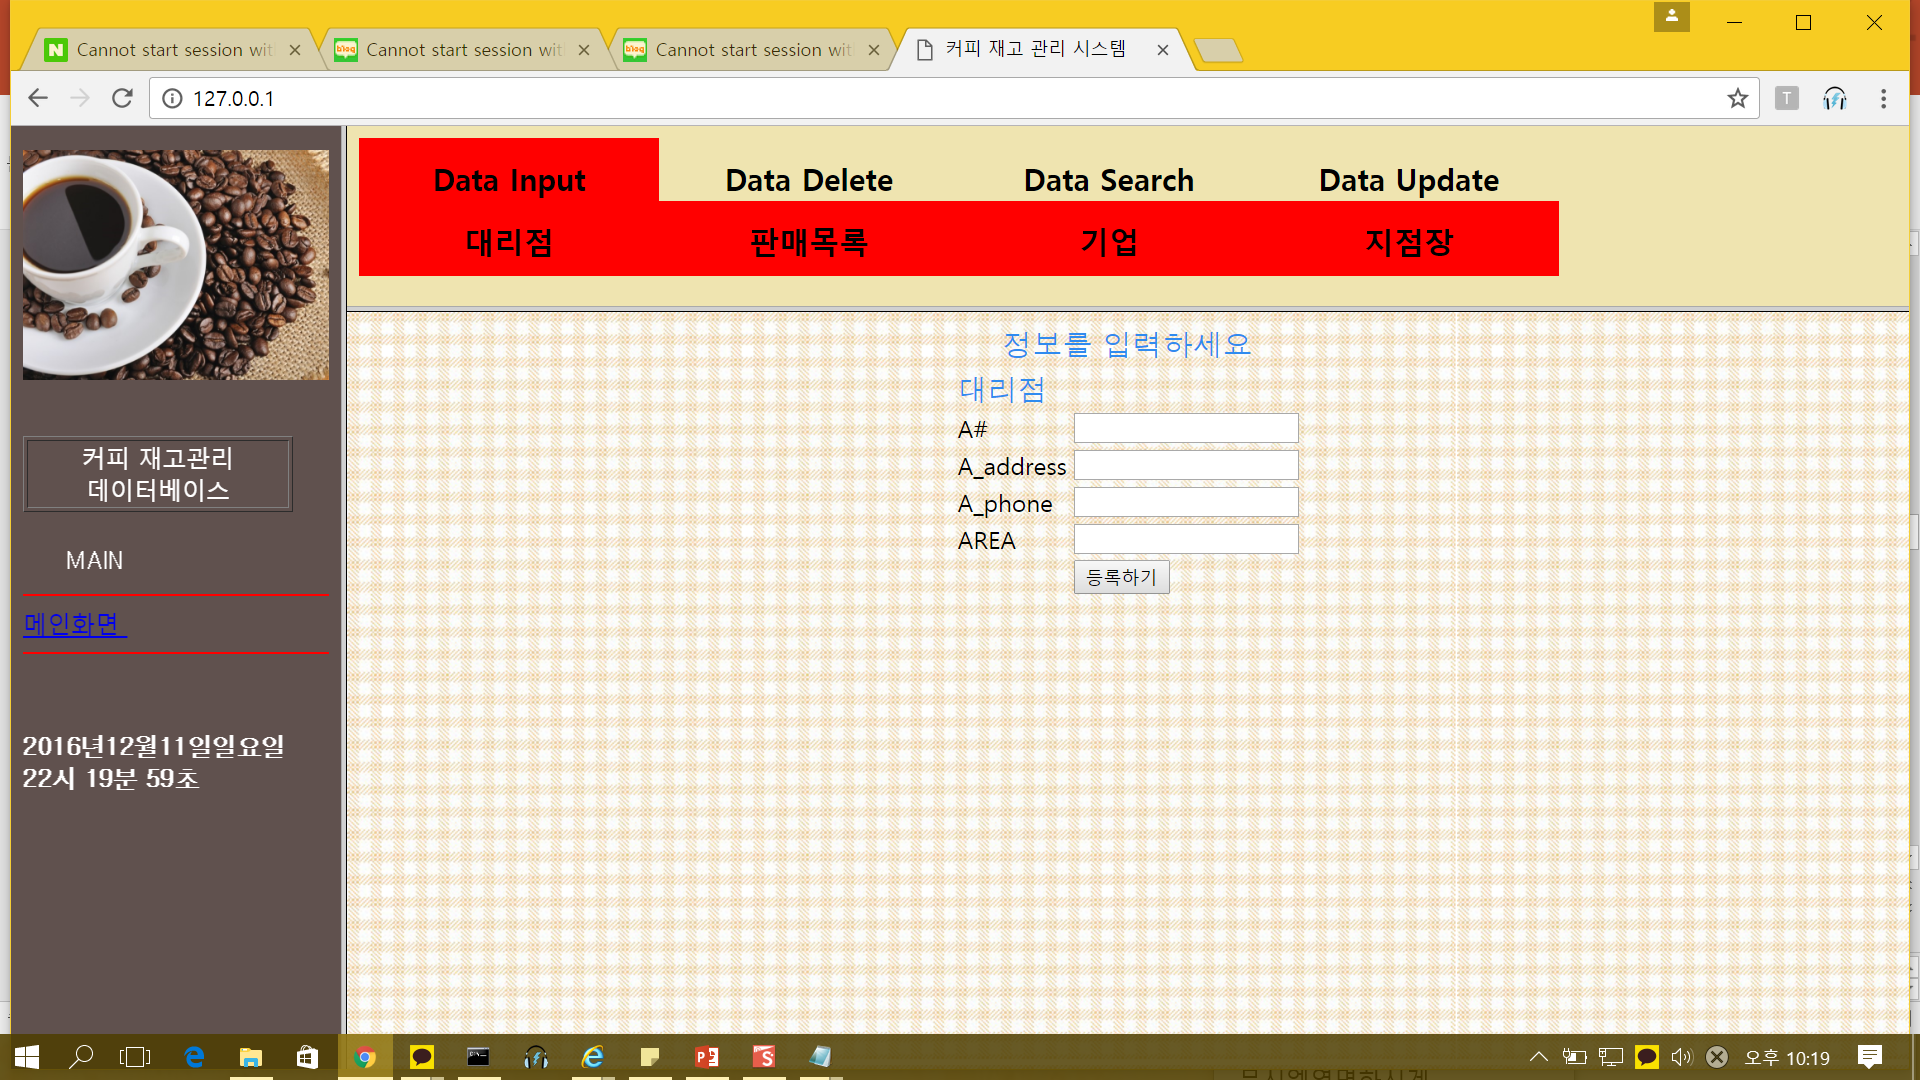 Cannot start session wit
Cannot start session wit
Cannot start session wit
커피 재고 관리 시스템
127.0.0.1
T
Data Input
Data Delete
Data Search
Data Update
대리점
판매목록
기업
지점장
커피 재고관리
데이터베이스
MAIN
메인화면
2016년12월11일일요일
22시 19분 59초
정보를 입력하세요
대리점
A#
A_address
A_phone
AREA
등록하기
오후 10:19